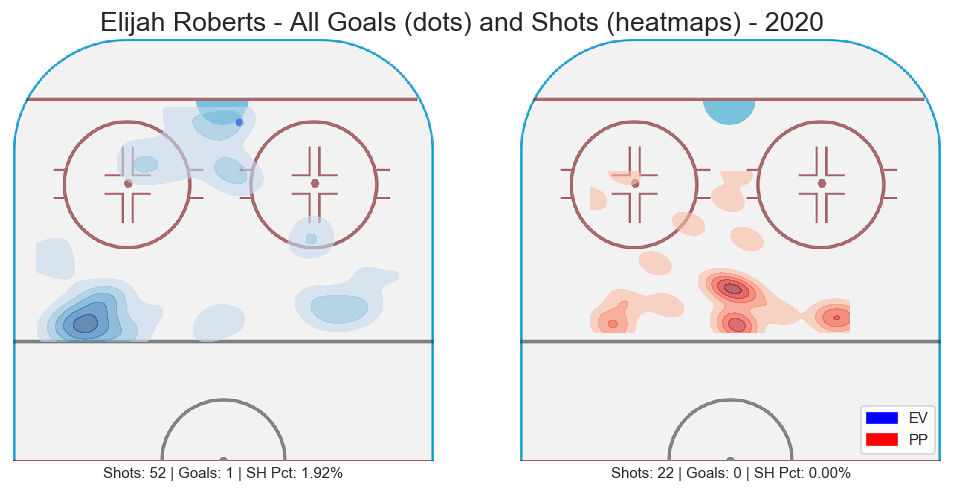 Elijah Roberts - All Goals (dots) and Shots (heatmaps) - 2020
EV
PP
Shots: 52 | Goals: 1 | SH Pct: 1.92%
Shots: 22 | Goals: 0 | SH Pct: 0.00%